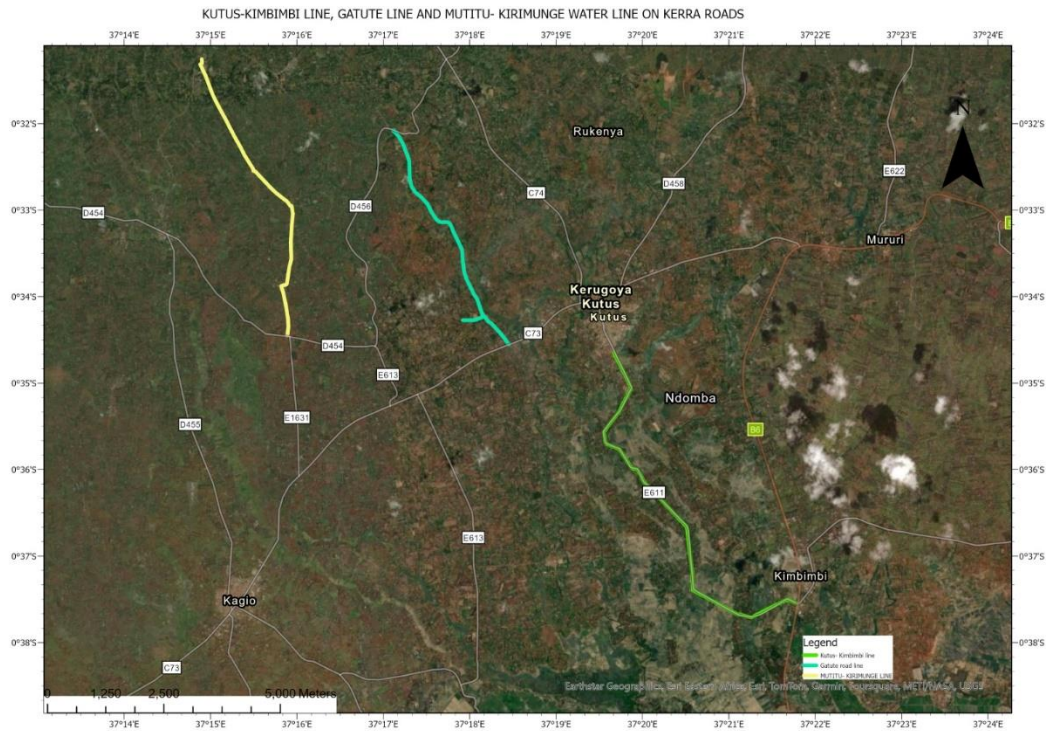 KUTUS-KIMBIMBI LINE, GATUTE LINE AND MUTITU- KIRIMUNGE WATER LINE ON KERRA ROADS
37°14'E 37°15'E 37°16'E 37°17'E 37°18'E 37°19'E 37°20'E 37°21'E 37°22'E 37°23'E 37°24'E
N
0°32'S 0°32'S
Rukenya
E622
D458
C74
D456
D454
0°33'S 0°33'S
Mururi
Kerugoya
Kutus
Kutus
0°34'S 0°34'S
C73
D454
E613
0°35'S 0°35'S
Ndomba
E1631
D455
B6
0°36'S 0°36'S
E611
E613
0°37'S 0°37'S
Kimbimbi
Kagio
0°38'S 0°38'S
Legend
Kutus- Kimbimbi line
Gatute road line
MUTITU- KIRIMUNGE LINE
C73
0 1,250 2,500 5,000 Meters
Earthstar Geographics, Esri Eastern Africa, Esri, TomTom, Garmin, Foursquare, METI/NASA, USGS
37°14'E 37°15'E 37°16'E 37°17'E 37°18'E 37°19'E 37°20'E 37°21'E 37°22'E 37°23'E 37°24'E